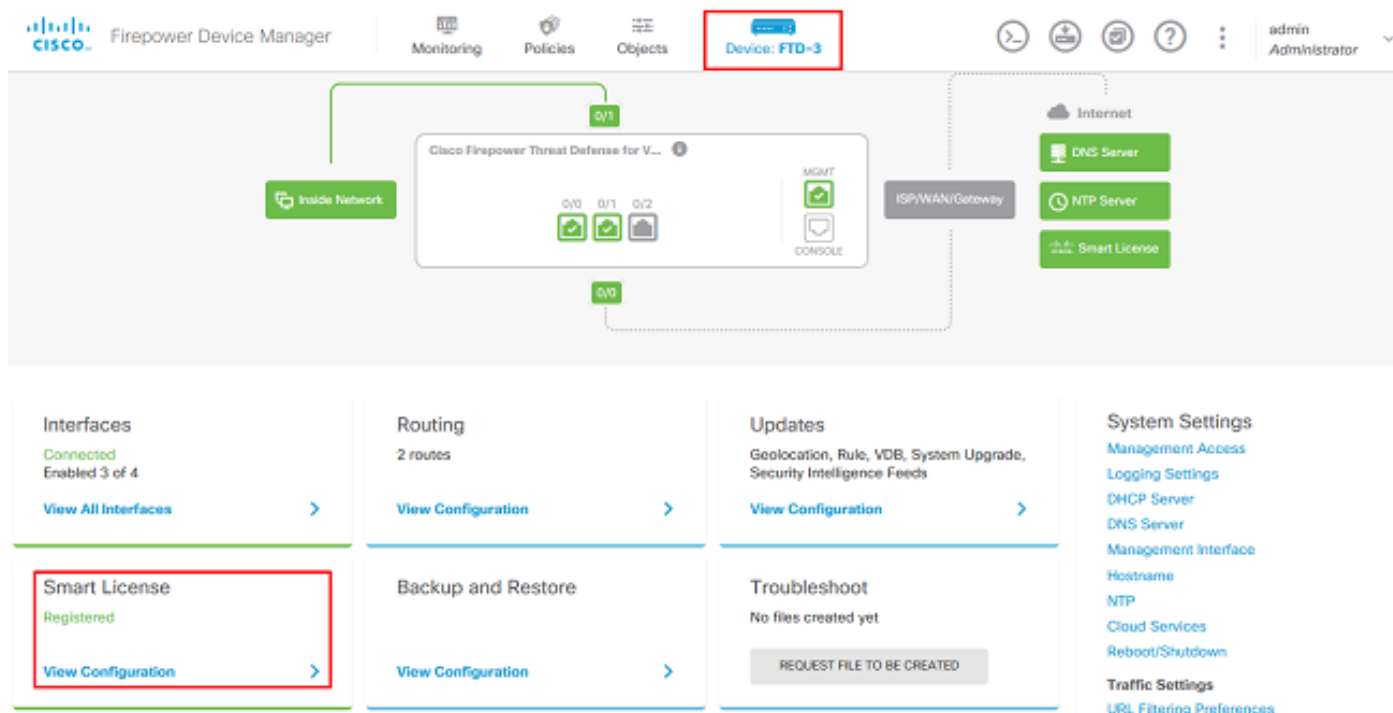 CISCO
Firepower Device Manager
Monitoring
Policies
Objects
Device: FTD-3
admin
Administrator
0/1
Internet
Cisco Firepower Threat Defense for V...
DNS Server
MGMT
Inside Network
ISP/WAN/Gateway
NTP Server
0/0 0/1 0/2
CONSOLE
Smart License
0/0
Interfaces
Connected
Enabled 3 of 4
View All Interfaces
Routing
2 routes
View Configuration
Updates
Geolocation, Rule, VDB, System Upgrade,
Security Intelligence Feeds
View Configuration
Smart License
Registered
View Configuration
Backup and Restore
View Configuration
Troubleshoot
No files created yet
REQUEST FILE TO BE CREATED
System Settings
Management Access
Logging Settings
DHCP Server
DNS Server
Management Interface
Hostname
NTP
Cloud Services
Reboot/Shutdown
Traffic Settings
URL Filtering Preferences